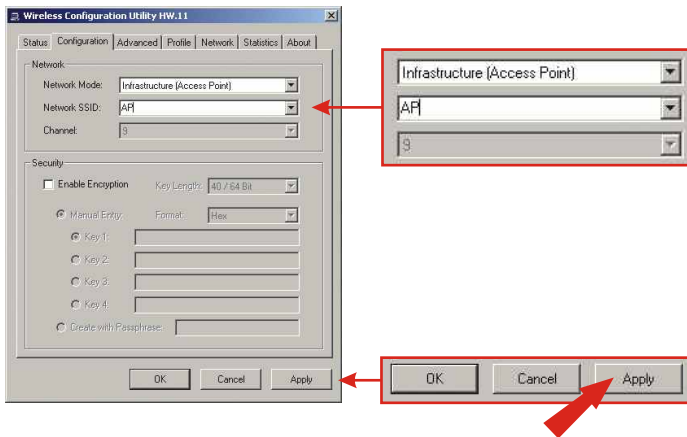 Wireless Configuration Utility HW.11
Status Configuration Advanced Profile Network Statistics About
Network
Network Mode: Infrastructure (Access Point)
Network SSID: AP
Channel: 9
Security
Enable Encryption Key Length: 40 / 64 Bit
Manual Entry: Format: Hex
Key 1:
Key 2:
Key 3:
Key 4:
Create with Passphrase:
OK Cancel Apply
Infrastructure (Access Point)
AP
9
OK Cancel Apply